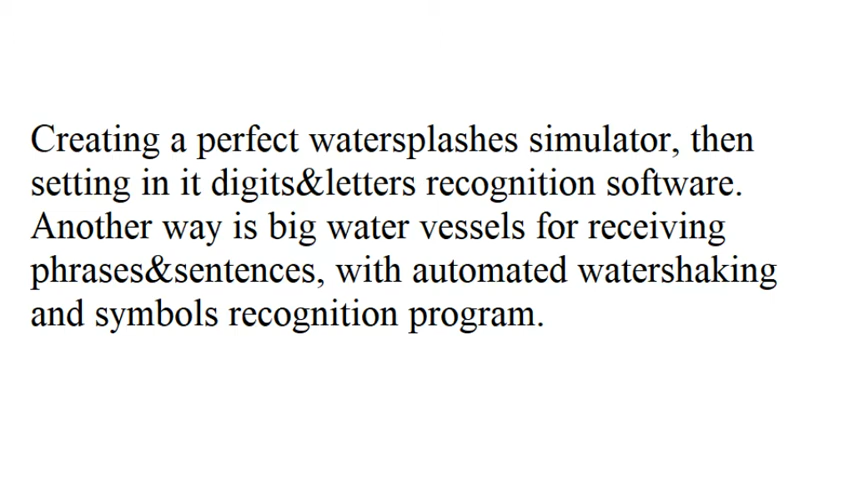 Creating a perfect watersplashes simulator, then
setting in it digits&letters recognition software.
Another way is big water vessels for receiving
phrases&sentences, with automated watershaking
and symbols recognition program.